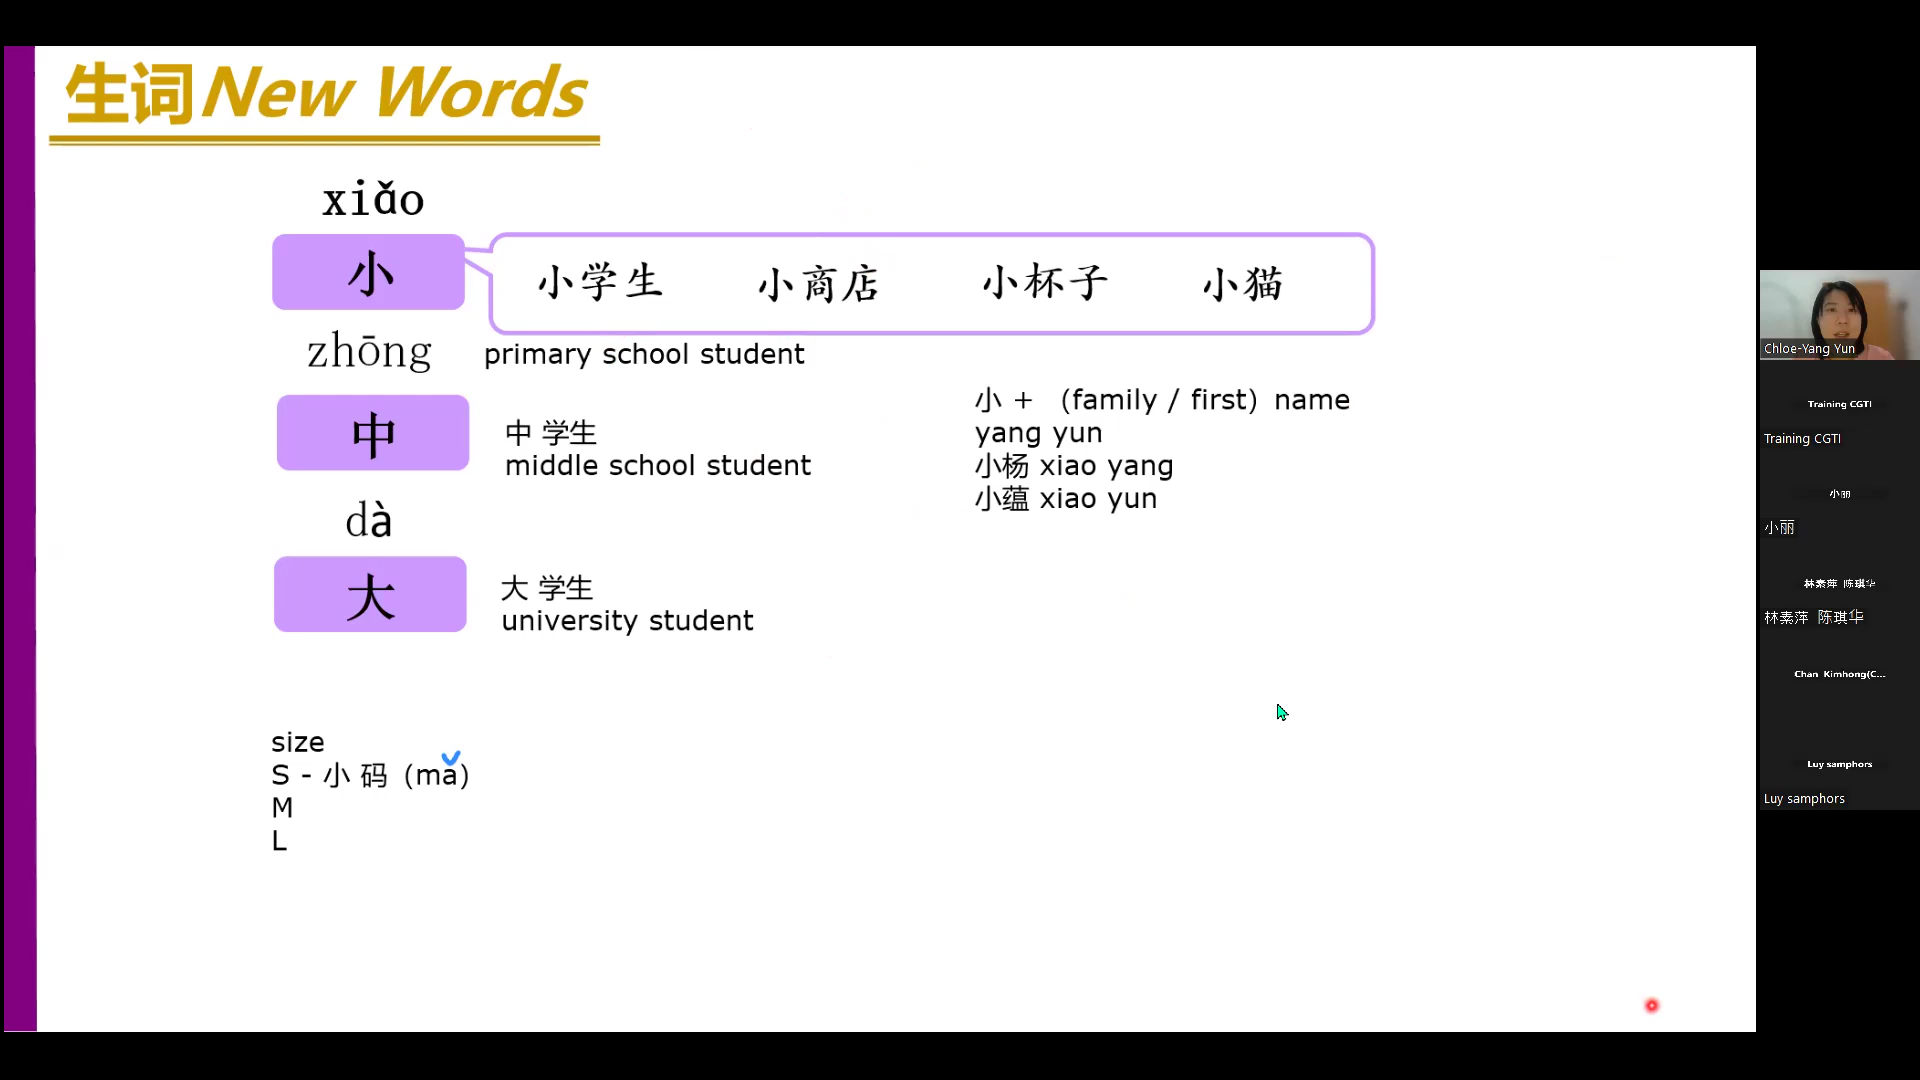 生词New Words
xiǎo
小
小学生 小商店 小杯子 小猫
zhōng
primary school student
中
中 学生
middle school student
小 + （family / first）name
yang yun
小杨 xiao yang
小蕴 xiao yun
dà
大
大 学生
university student
size
S - 小 码（mǎ）
M
L
Chloe-Yang Yun
Training CGTI
Training CGTI
小丽
小丽
林素萍 陈琪华
林素萍 陈琪华
Chan Kimhong(C...
Luy samphors
Luy samphors